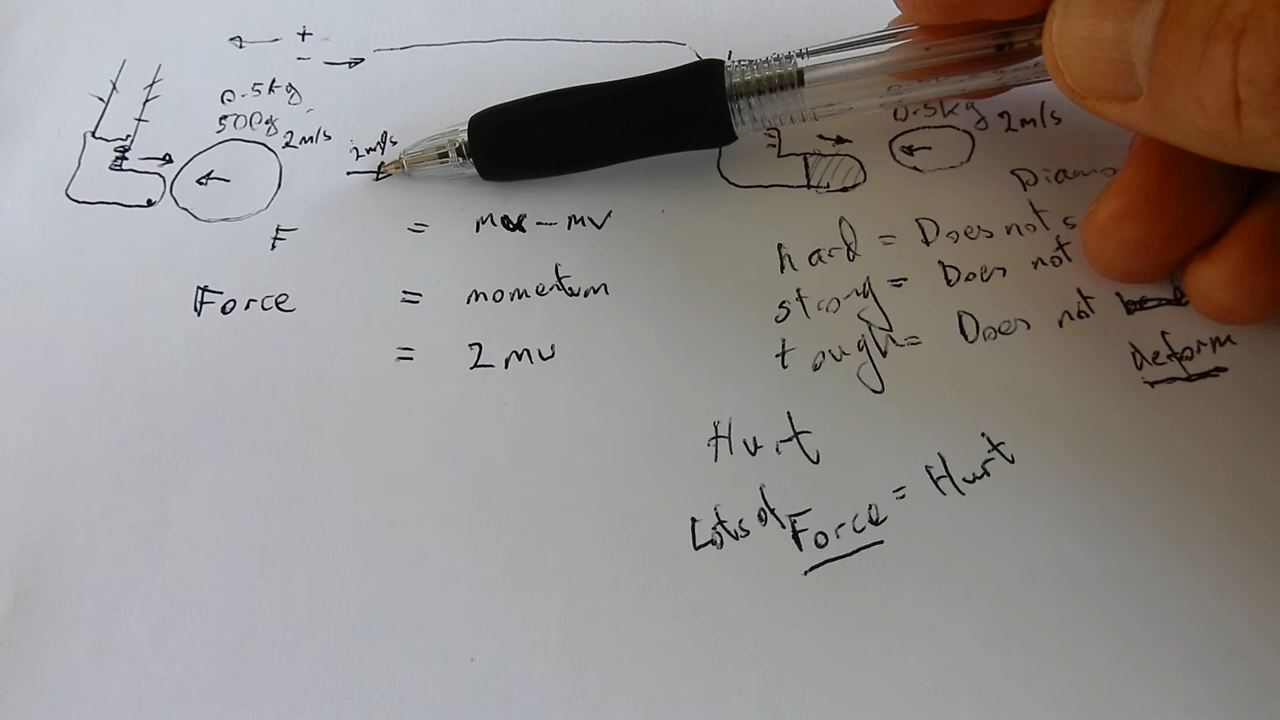 ← +
- →
0.5kg
500g
2m/s
2m/s
0.5kg
2m/s
F = mu - mv
Force = momentum
= 2mv
hard = Does not s
strong = Does not
tough = Does not
deform
Hurt
Lots of Force = Hurt